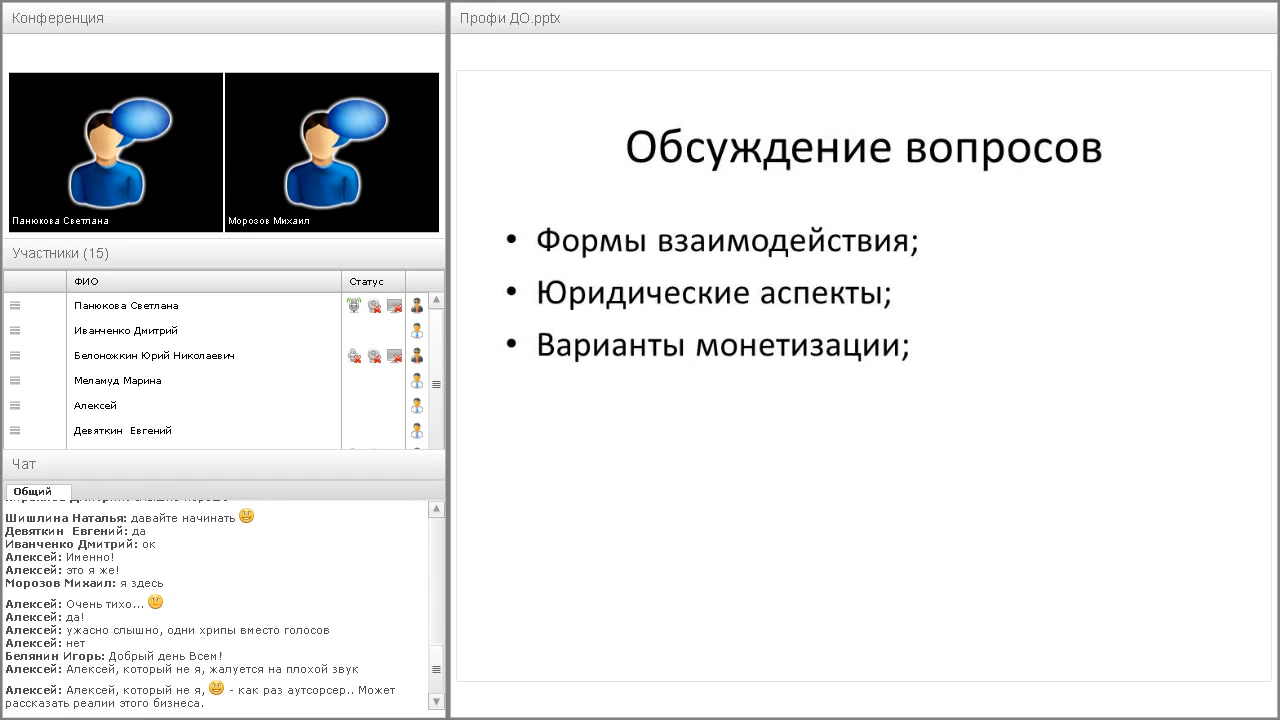 Конференция
Панюкова Светлана
Морозов Михаил
Участники (15)
ФИО
Статус
Панюкова Светлана
Иванченко Дмитрий
Белоножкин Юрий Николаевич
Меламуд Марина
Алексей
Девяткин Евгений
Чат
Общий
Шишлина Наталья: давайте начинать
Девяткин Евгений: да
Иванченко Дмитрий: ок
Алексей: Именно!
Алексей: это я же!
Морозов Михаил: я здесь
Алексей: Очень тихо...
Алексей: да!
Алексей: ужасно слышно, одни хрипы вместо голосов
Алексей: нет
Белянин Игорь: Добрый день Всем!
Алексей: Алексей, который не я, жалуется на плохой звук
Алексей: Алексей, который не я, - как раз аутсорсер.. Может
рассказать реалии этого бизнеса.
Профи ДО.pptx
Обсуждение вопросов
• Формы взаимодействия;
• Юридические аспекты;
• Варианты монетизации;